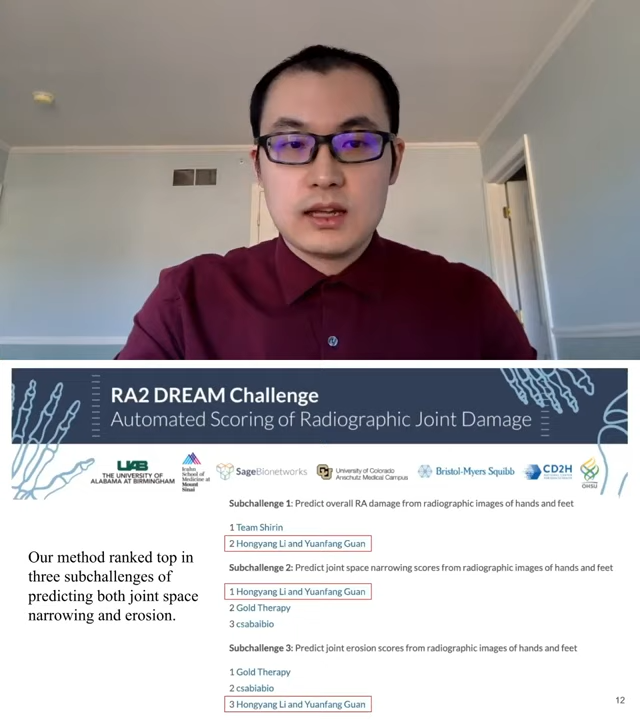 RA2 DREAM Challenge
Automated Scoring of Radiographic Joint Damage
UAB
THE UNIVERSITY OF
ALABAMA AT BIRMINGHAM
Icahn
School of
Medicine at
Mount
Sinai
SageBionetworks
University of Colorado
Anschutz Medical Campus
Bristol-Myers Squibb
CD2H
OHSU
Subchallenge 1: Predict overall RA damage from radiographic images of hands and feet
1 Team Shirin
2 Hongyang Li and Yuanfang Guan
Our method ranked top in
three subchallenges of
predicting both joint space
narrowing and erosion.
Subchallenge 2: Predict joint space narrowing scores from radiographic images of hands and feet
1 Hongyang Li and Yuanfang Guan
2 Gold Therapy
3 csabaibio
Subchallenge 3: Predict joint erosion scores from radiographic images of hands and feet
1 Gold Therapy
2 csabiabio
3 Hongyang Li and Yuanfang Guan
12